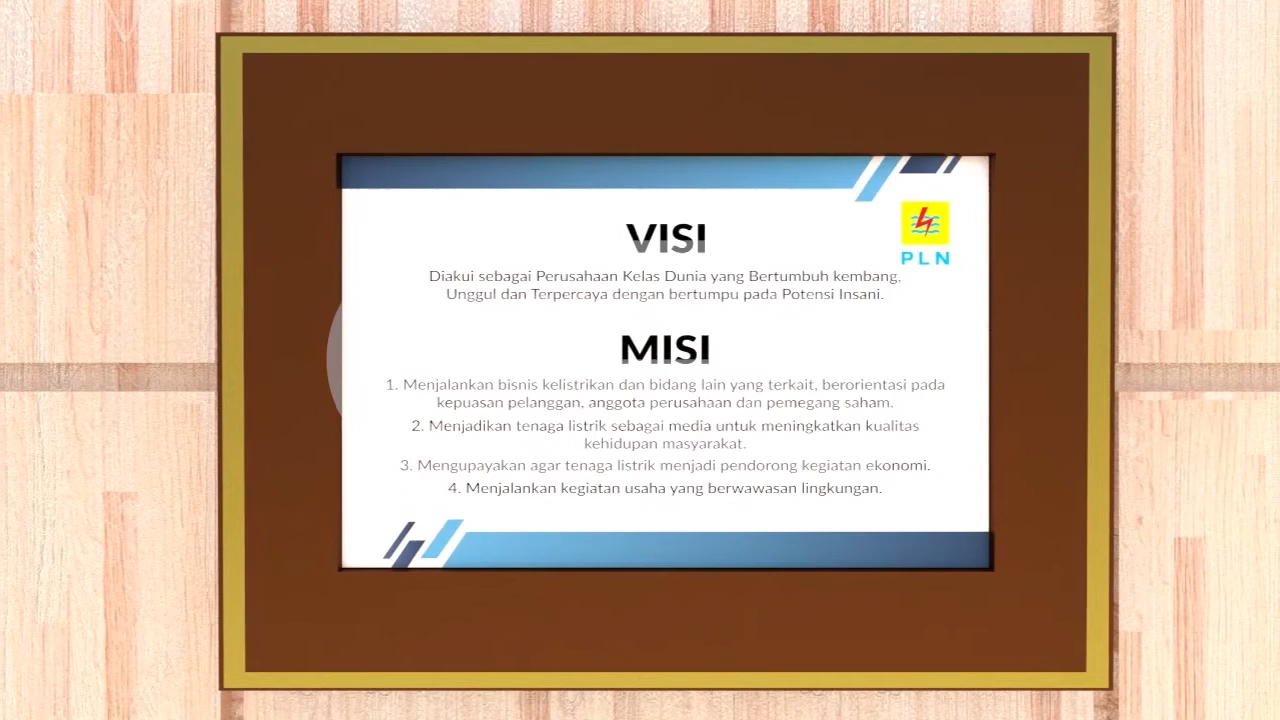 VISI
PLN
Diakui sebagai Perusahaan Kelas Dunia yang Bertumbuh kembang,
Unggul dan Terpercaya dengan bertumpu pada Potensi Insani.
MISI
1. Menjalankan bisnis kelistrikan dan bidang lain yang terkait, berorientasi pada
kepuasan pelanggan, anggota perusahaan dan pemegang saham.
2. Menjadikan tenaga listrik sebagai media untuk meningkatkan kualitas
kehidupan masyarakat.
3. Mengupayakan agar tenaga listrik menjadi pendorong kegiatan ekonomi.
4. Menjalankan kegiatan usaha yang berwawasan lingkungan.